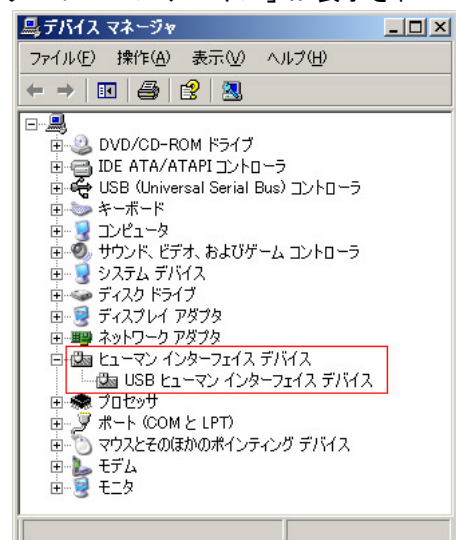 デバイス マネージャ
ファイル(F) 操作(A) 表示(V) ヘルプ(H)
DVD/CD-ROM ドライブ
IDE ATA/ATAPI コントローラ
USB (Universal Serial Bus) コントローラ
キーボード
コンピュータ
サウンド、ビデオ、およびゲーム コントローラ
システム デバイス
ディスク ドライブ
ディスプレイ アダプタ
ネットワーク アダプタ
ヒューマン インターフェイス デバイス
USB ヒューマン インターフェイス デバイス
プロセッサ
ポート (COM と LPT)
マウスとそのほかのポインティング デバイス
モデム
モニタ